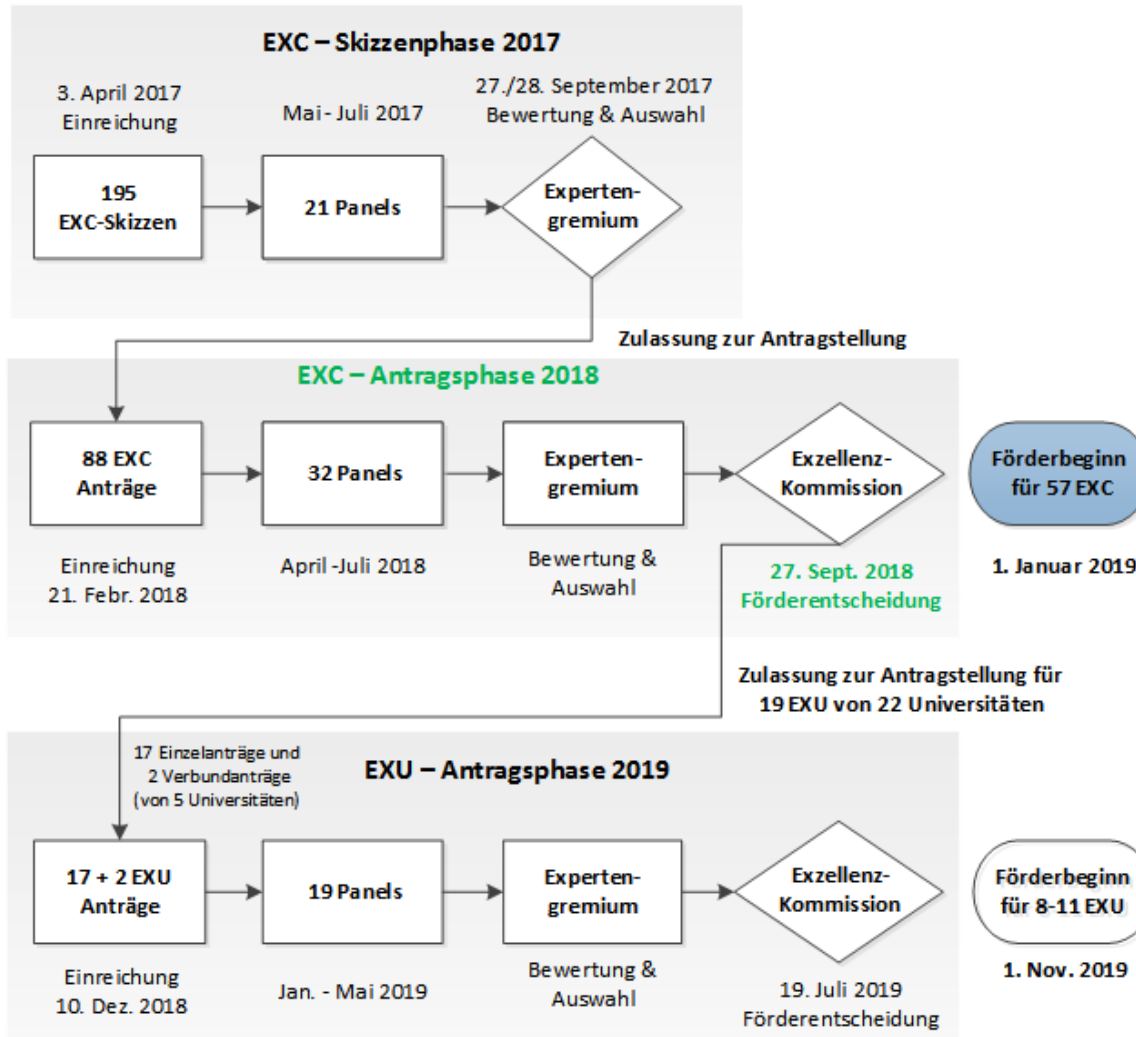 EXC – Skizzenphase 2017
3. April 2017
Einreichung
Mai- Juli 2017
27./28. September 2017
Bewertung & Auswahl
195
EXC-Skizzen
21 Panels
Experten-
gremium
Zulassung zur Antragstellung
EXC – Antragsphase 2018
88 EXC
Anträge
32 Panels
Experten-
gremium
Exzellenz-
Kommission
Förderbeginn
für 57 EXC
Einreichung
21. Febr. 2018
April -Juli 2018
Bewertung &
Auswahl
27. Sept. 2018
Förderentscheidung
1. Januar 2019
Zulassung zur Antragstellung für
19 EXU von 22 Universitäten
17 Einzelanträge und
2 Verbundanträge
(von 5 Universitäten)
EXU – Antragsphase 2019
17 + 2 EXU
Anträge
19 Panels
Experten-
gremium
Exzellenz-
Kommission
Förderbeginn
für 8-11 EXU
Einreichung
10. Dez. 2018
Jan. - Mai 2019
Bewertung &
Auswahl
19. Juli 2019
Förderentscheidung
1. Nov. 2019